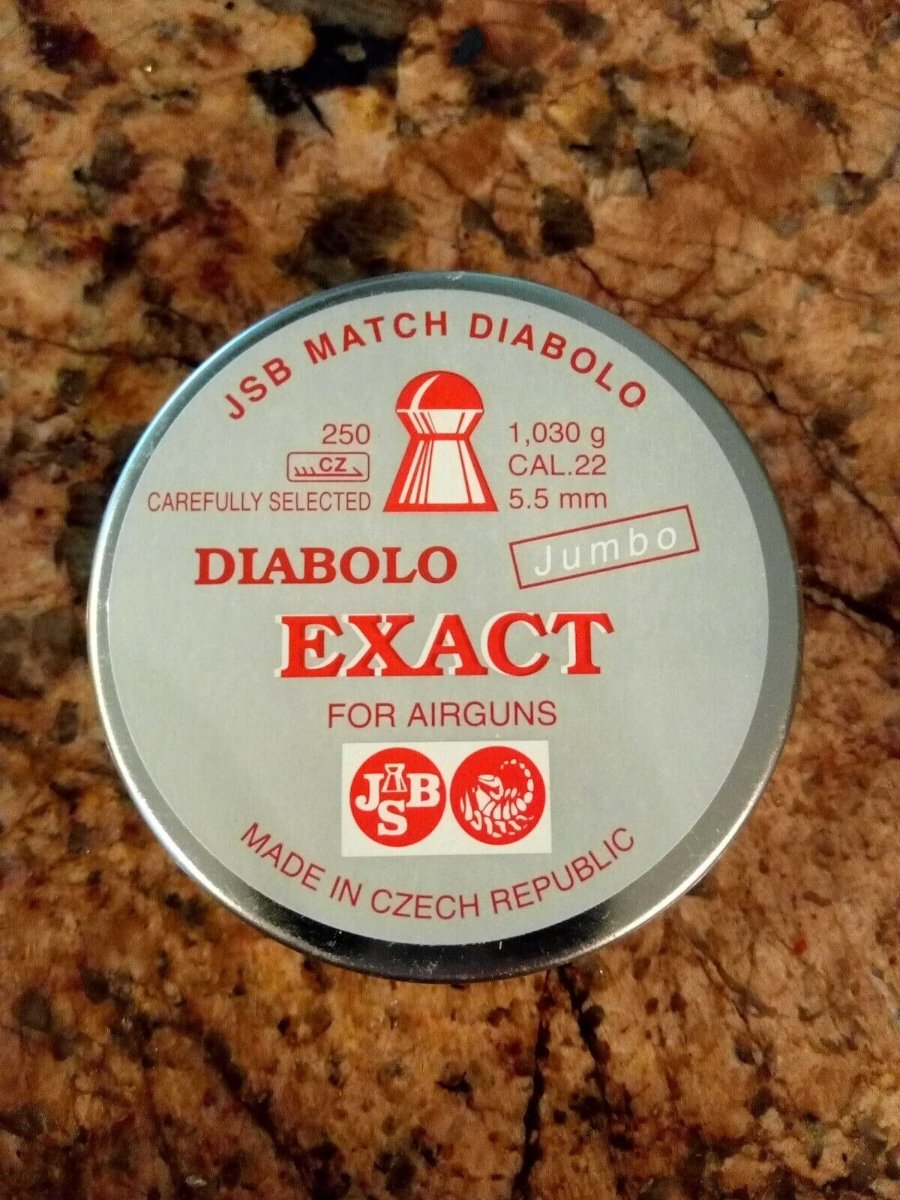 JSB MATCH DIABOLO
250
CZ
CAREFULLY SELECTED
1,030 g
CAL.22
5.5 mm
DIABOLO
Jumbo
EXACT
FOR AIRGUNS
JSB
MADE IN CZECH REPUBLIC